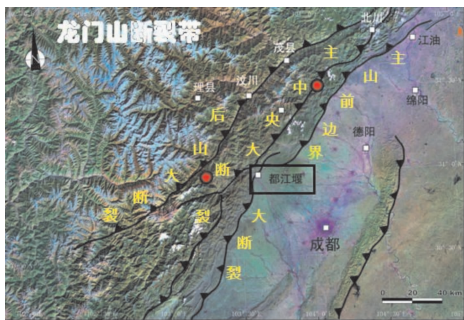 龙门山断裂带
北川
江油
茂县
汶川
理县
绵阳
德阳
都江堰
成都
后山大断裂
主中央大断裂
主山前边界大断裂
0 20 40 km